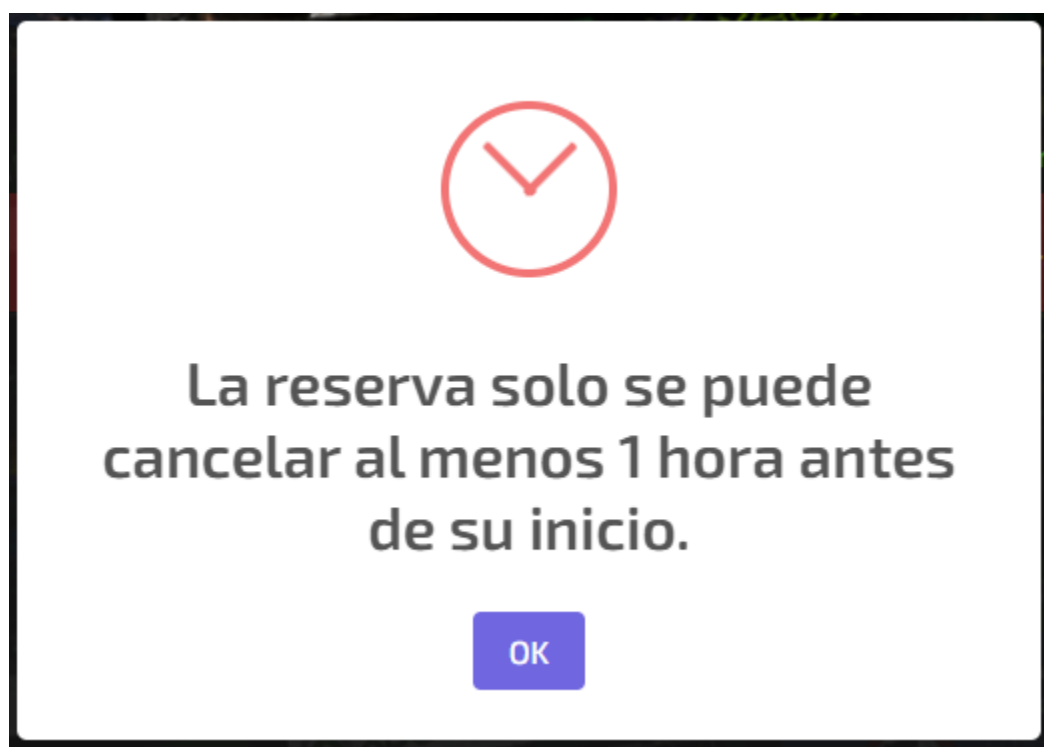 La reserva solo se puede
cancelar al menos 1 hora antes
de su inicio.
OK